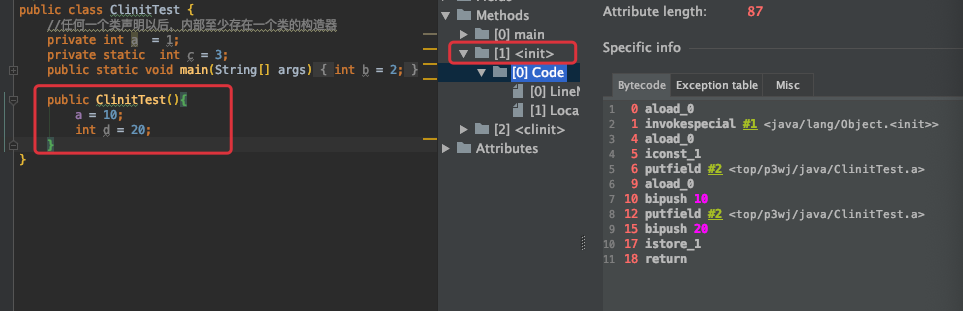 public class ClinitTest {
//任何一个类声明以后，内部至少存在一个类的构造器
private int a = 1;
private static int c = 3;
public static void main(String[] args) { int b = 2; }
public ClinitTest(){
a = 10;
int d = 20;
}
}
Methods
[0] main
[1] <init>
[0] Code
[0] LineN
[1] Loca
[2] <clinit>
Attributes
Attribute length: 87
Specific info
Bytecode Exception table Misc
1 0 aload_0
2 1 invokespecial #1 <java/lang/Object.<init>>
3 4 aload_0
4 5 iconst_1
5 6 putfield #2 <top/p3wj/java/ClinitTest.a>
6 9 aload_0
7 10 bipush 10
8 12 putfield #2 <top/p3wj/java/ClinitTest.a>
9 15 bipush 20
10 17 istore_1
11 18 return